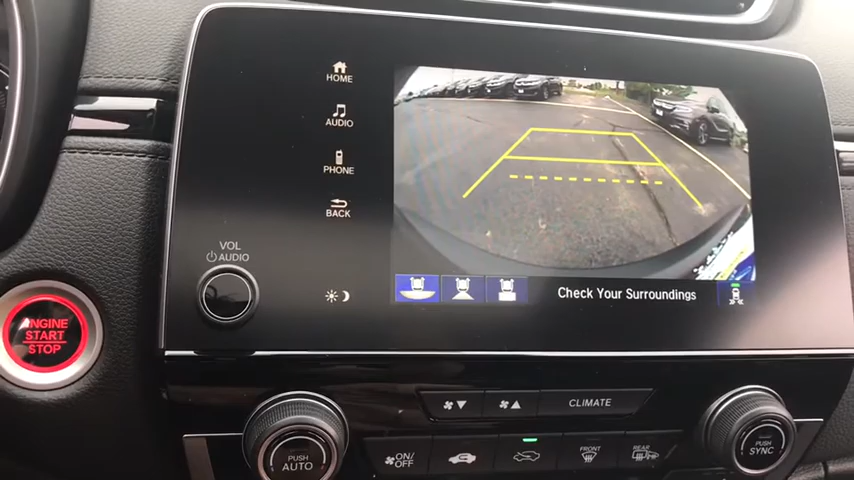 HOME
AUDIO
PHONE
BACK
VOL
AUDIO
Check Your Surroundings
ENGINE
START
STOP
CLIMATE
PUSH
AUTO
ON/
OFF
FRONT
REAR
PUSH
SYNC